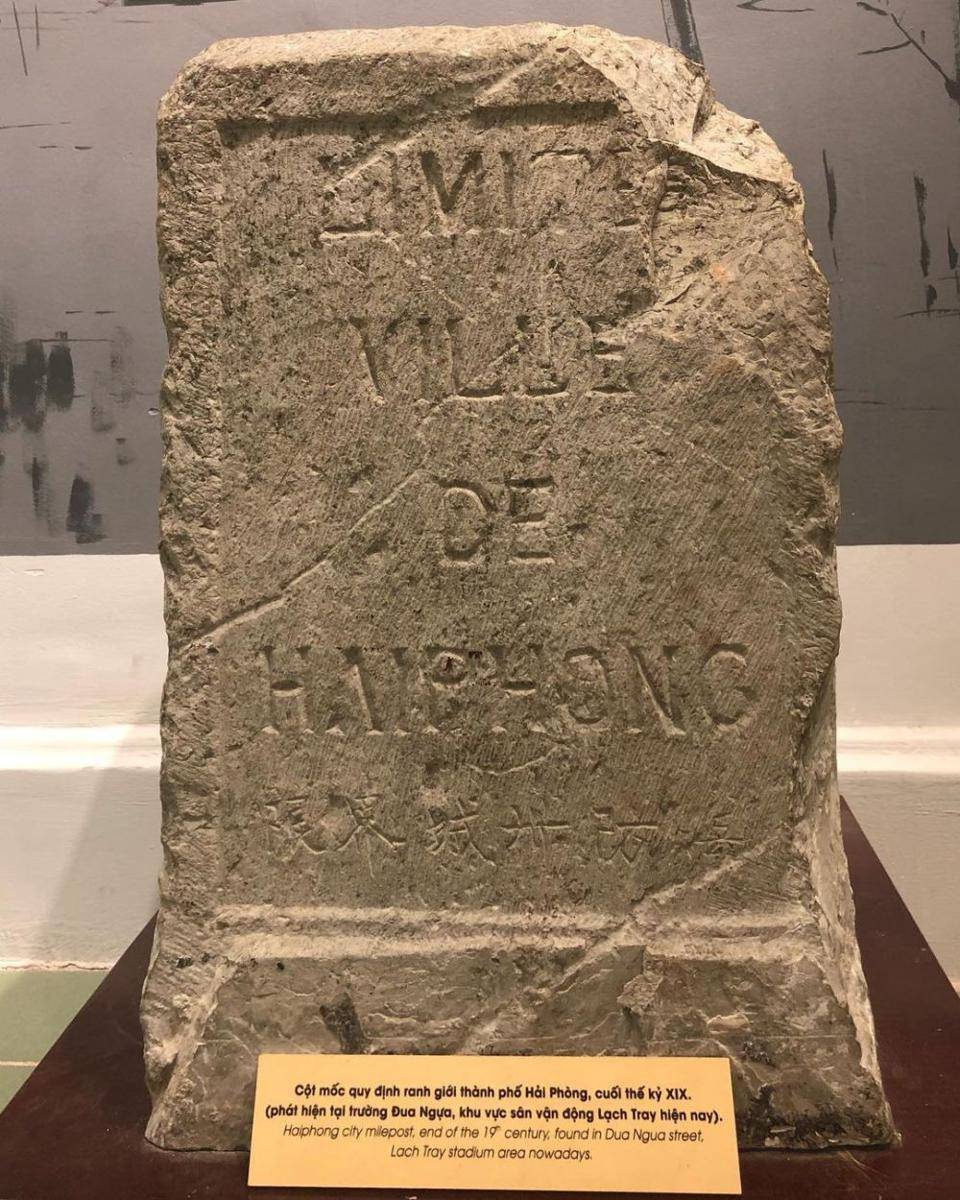 LIMITE
VILLE
DE
HAIPHONG
海防城界限
Cột mốc quy định ranh giới thành phố Hải Phòng, cuối thế kỷ XIX.
(phát hiện tại trường Đua Ngựa, khu vực sân vận động Lạch Tray hiện nay).
Haiphong city milepost, end of the 19th century, found in Dua Ngua street,
Lach Tray stadium area nowadays.